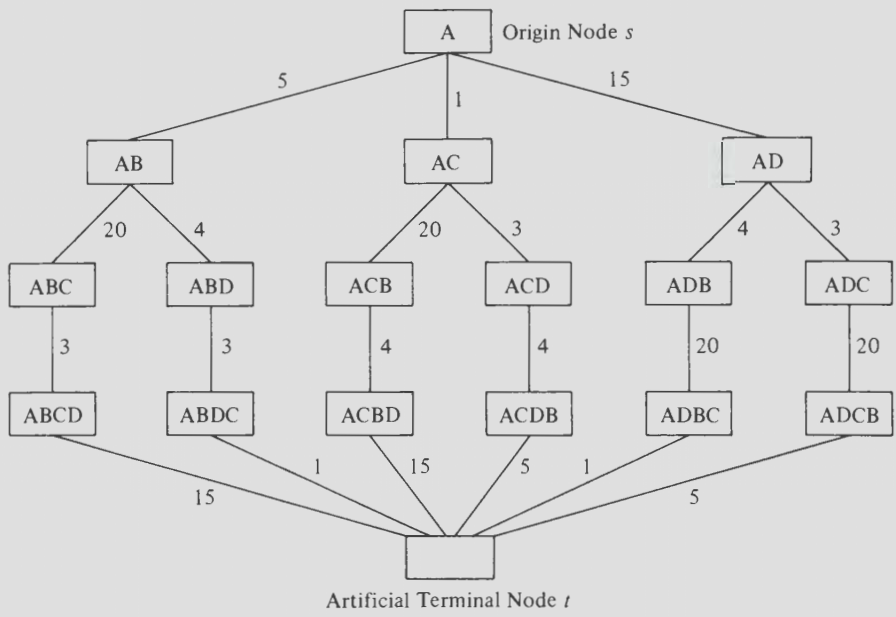 A Origin Node s
5 1 15
AB AC AD
20 4 20 3 4 3
ABC ABD ACB ACD ADB ADC
3 3 4 4 20 20
ABCD ABDC ACBD ACDB ADBC ADCB
15 1 15 5 1 5
Artificial Terminal Node t